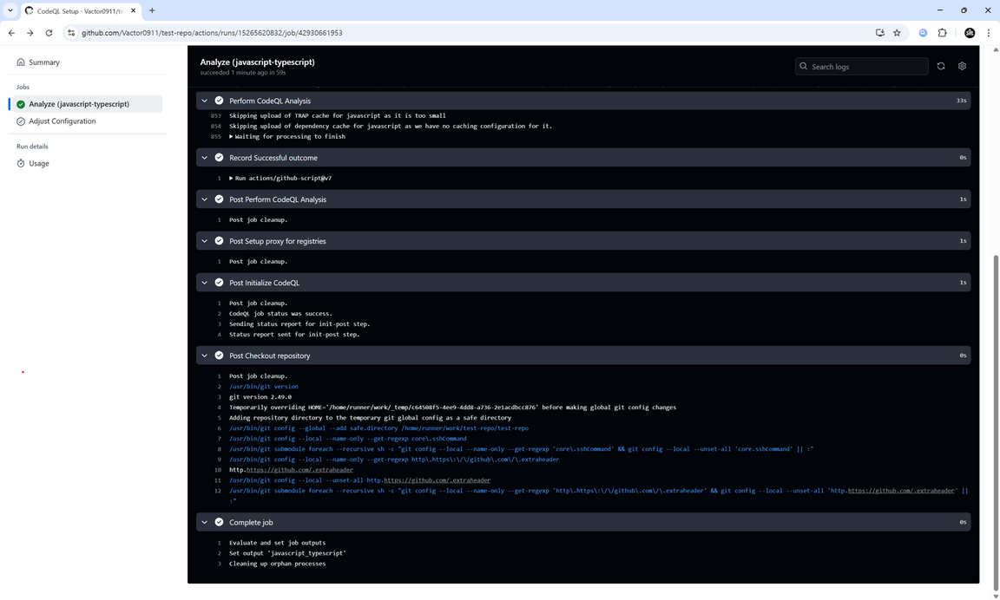 CodeQL Setup · Vactor0911/te
github.com/Vactor0911/test-repo/actions/runs/15265620832/job/42930661953
Summary
Jobs
Analyze (javascript-typescript)
Adjust Configuration
Run details
Usage
Analyze (javascript-typescript)
succeeded 1 minute ago in 59s
Search logs
Perform CodeQL Analysis 33s
853 Skipping upload of TRAP cache for javascript as it is too small
854 Skipping upload of dependency cache for javascript as we have no caching configuration for it.
855 Waiting for processing to finish
Record Successful outcome 0s
1 Run actions/github-script@v7
Post Perform CodeQL Analysis 1s
1 Post job cleanup.
Post Setup proxy for registries 1s
1 Post job cleanup.
Post Initialize CodeQL 1s
1 Post job cleanup.
2 CodeQL job status was success.
3 Sending status report for init-post step.
4 Status report sent for init-post step.
Post Checkout repository 0s
1 Post job cleanup.
2 /usr/bin/git version
3 git version 2.49.0
4 Temporarily overriding HOME='/home/runner/work/_temp/c64508f5-4ee9-4dd8-a736-2e1acdbcc876' before making global git config changes
5 Adding repository directory to the temporary git global config as a safe directory
6 /usr/bin/git config --global --add safe.directory /home/runner/work/test-repo/test-repo
7 /usr/bin/git config --local --name-only --get-regexp core\.sshCommand
8 /usr/bin/git submodule foreach --recursive sh -c "git config --local --name-only --get-regexp 'core\.sshCommand' && git config --local --unset-all 'core.sshCommand' || :"
9 /usr/bin/git config --local --name-only --get-regexp http\.https\:\/\/github\.com\/\.extraheader
10 http.https://github.com/.extraheader
11 /usr/bin/git config --local --unset-all http.https://github.com/.extraheader
12 /usr/bin/git submodule foreach --recursive sh -c "git config --local --name-only --get-regexp 'http\.https\:\/\/github\.com\/\.extraheader' && git config --local --unset-all 'http.https://github.com/.extraheader' ||
:"
Complete job 0s
1 Evaluate and set job outputs
2 Set output 'javascript_typescript'
3 Cleaning up orphan processes